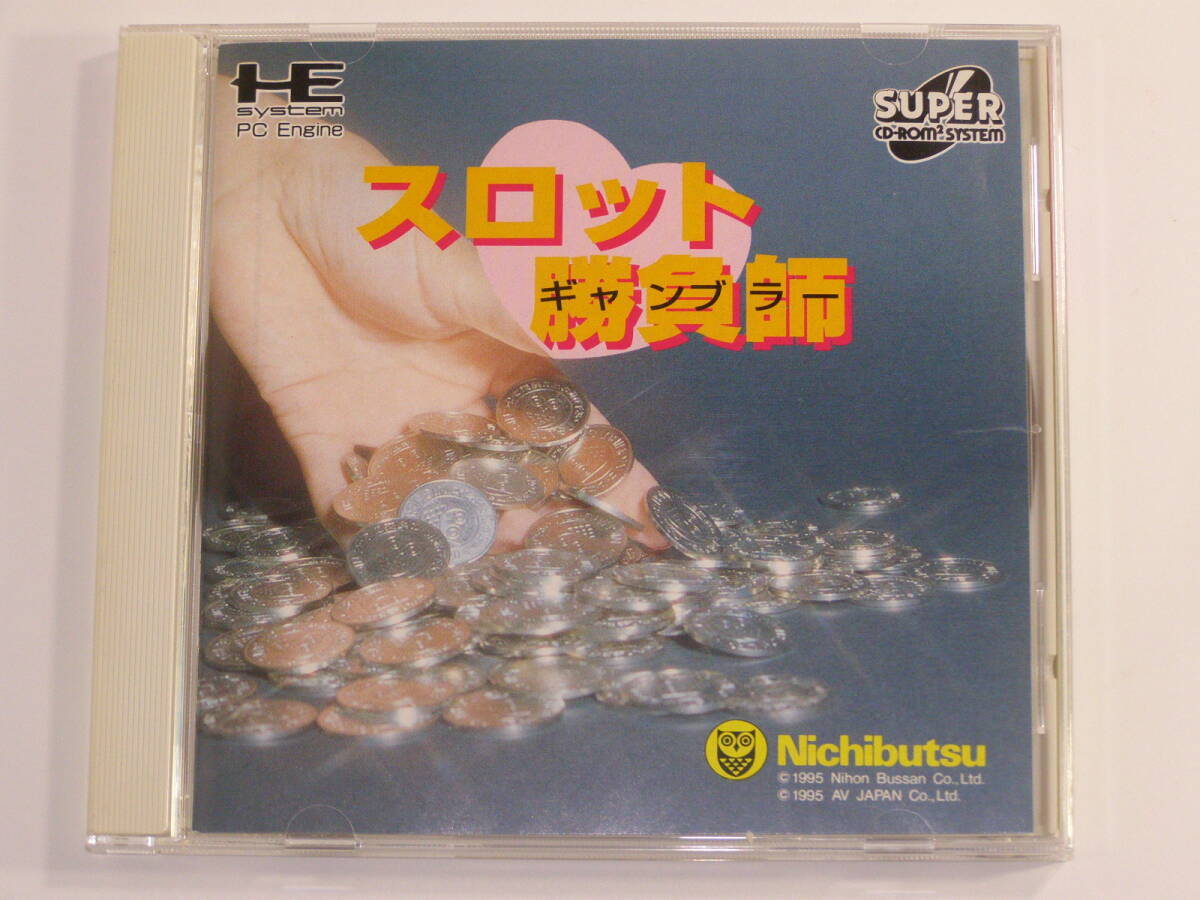 HE
system
PC Engine
SUPER
CD-ROM² SYSTEM
スロット
勝負師
ギャンブラー
Nichibutsu
©1995 Nihon Bussan Co., Ltd.
©1995 AV JAPAN Co., Ltd.